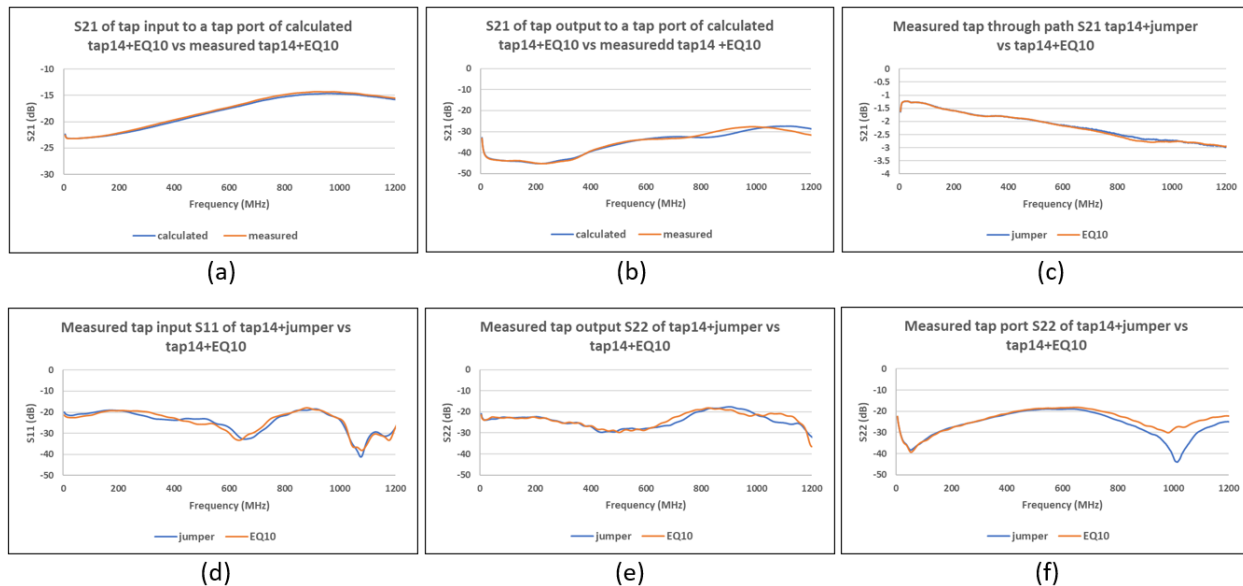 S21 of tap input to a tap port of calculated
tap14+EQ10 vs measured tap14+EQ10
-10
-15
-20
-25
-30
S21 (dB)
0 200 400 600 800 1000 1200
Frequency (MHz)
calculated measured
(a)
S21 of tap output to a tap port of calculated
tap14+EQ10 vs measuredd tap14 +EQ10
0
-10
-20
-30
-40
-50
S21 (dB)
0 200 400 600 800 1000 1200
Frequency (MHz)
calculated measured
(b)
Measured tap through path S21 tap14+jumper
vs tap14+EQ10
0
-0.5
-1
-1.5
-2
-2.5
-3
-3.5
-4
S21 (dB)
0 200 400 600 800 1000 1200
Frequency (MHz)
jumper EQ10
(c)
Measured tap input S11 of tap14+jumper vs
tap14+EQ10
0
-10
-20
-30
-40
-50
S11 (dB)
0 200 400 600 800 1000 1200
Frequency (MHz)
jumper EQ10
(d)
Measured tap output S22 of tap14+jumper vs
tap14+EQ10
0
-10
-20
-30
-40
-50
S22 (dB)
0 200 400 600 800 1000 1200
Frequency (MHz)
jumper EQ10
(e)
Measured tap port S22 of tap14+jumper vs
tap14+EQ10
0
-10
-20
-30
-40
-50
S22 (dB)
0 200 400 600 800 1000 1200
Frequency (MHz)
jumper EQ10
(f)